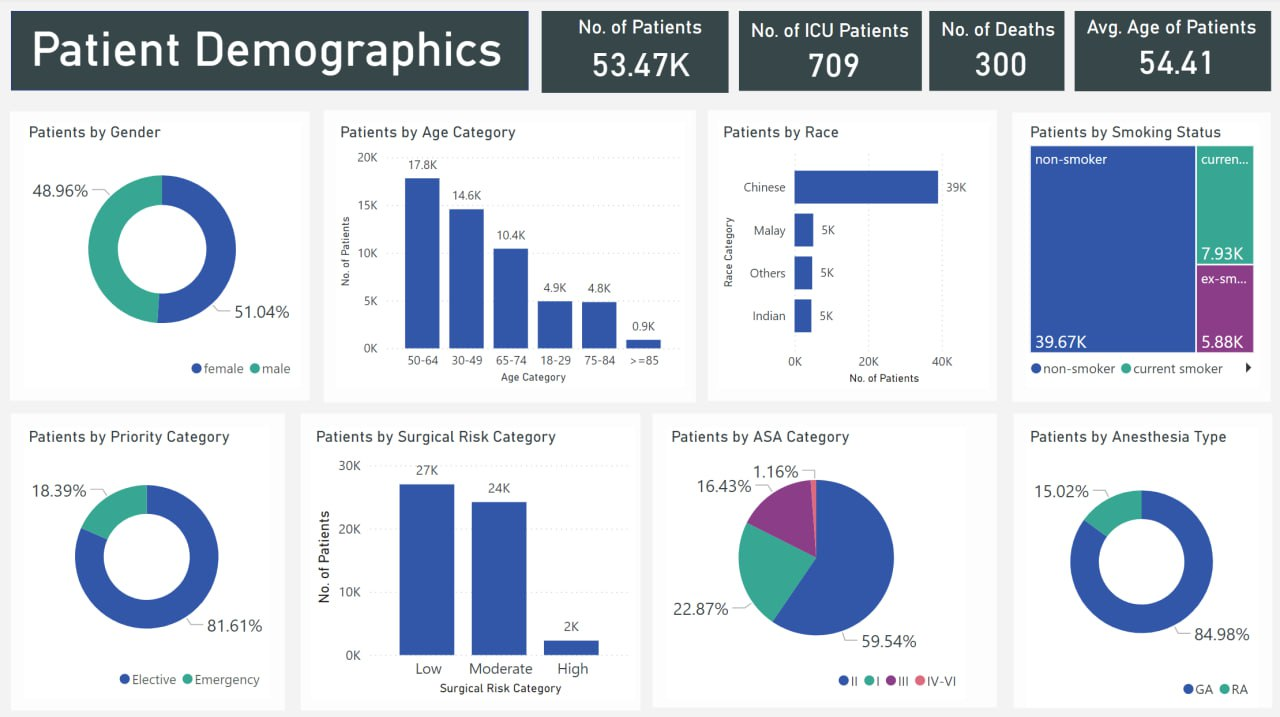 Patient Demographics
No. of Patients
53.47K
No. of ICU Patients
709
No. of Deaths
300
Avg. Age of Patients
54.41
Patients by Gender
48.96%
51.04%
female male
Patients by Age Category
No. of Patients
20K
15K
10K
5K
0K
17.8K
14.6K
10.4K
4.9K
4.8K
0.9K
50-64 30-49 65-74 18-29 75-84 >=85
Age Category
Patients by Race
Race Category
Chinese 39K
Malay 5K
Others 5K
Indian 5K
0K 20K 40K
No. of Patients
Patients by Smoking Status
non-smoker
39.67K
curren...
7.93K
ex-sm...
5.88K
non-smoker current smoker
Patients by Priority Category
18.39%
81.61%
Elective Emergency
Patients by Surgical Risk Category
No. of Patients
30K
20K
10K
0K
27K
24K
2K
Low Moderate High
Surgical Risk Category
Patients by ASA Category
1.16%
16.43%
22.87%
59.54%
II I III IV-VI
Patients by Anesthesia Type
15.02%
84.98%
GA RA